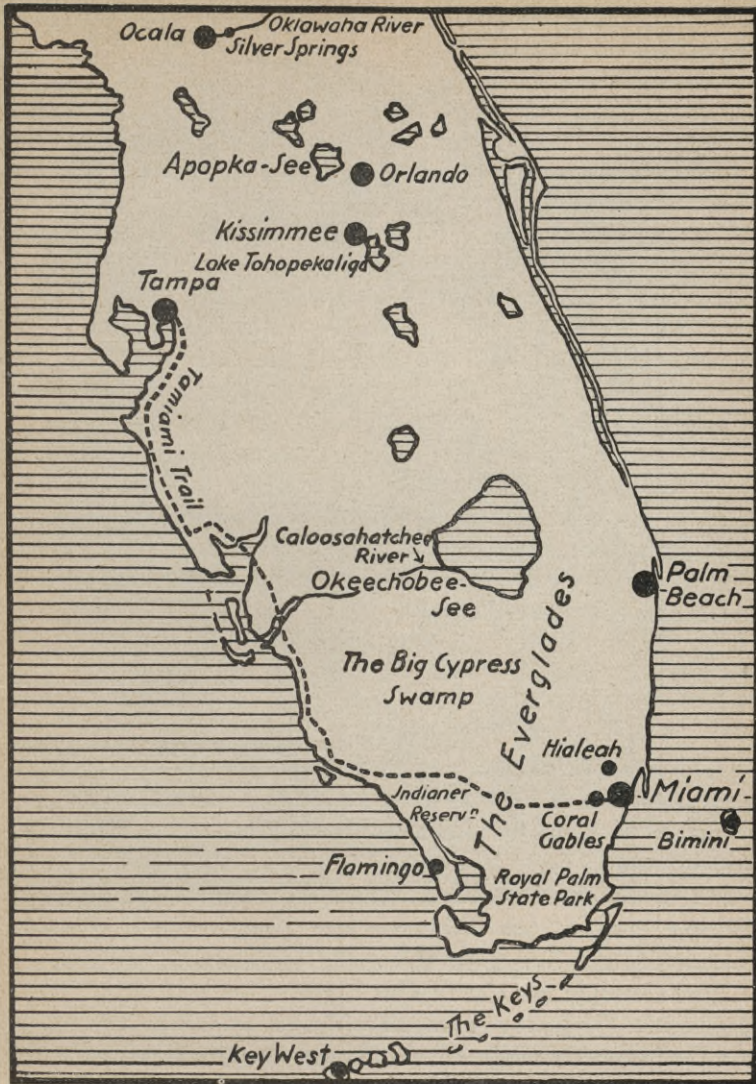 Oklawaha River
Ocala
Silver Springs
Apopka-See
Orlando
Kissimmee
Lake Tohopekaliga
Tampa
Tamiami Trail
Caloosahatchee
River
Okeechobee-
See
Palm
Beach
The Big Cypress
Swamp
The Everglades
Hialeah
Miami
Jndianer
Coral
Gables
Bimini
Flamingo
Royal Palm
State Park
The Keys
Key West